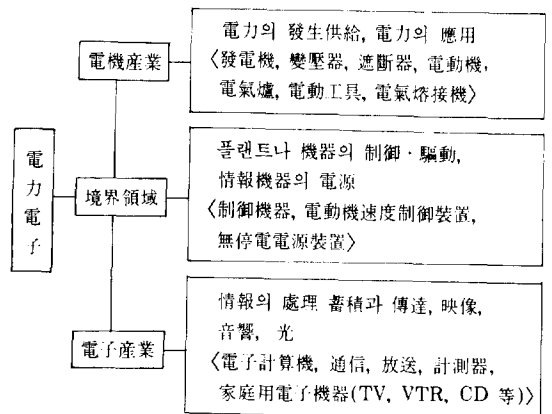 電力電子
電機産業
電力의 發生供給, 電力의 應用
〈發電機, 變壓器, 遮斷器, 電動機,
電氣爐, 電動工具, 電氣熔接機〉
境界領域
플랜트나 機器의 制御·驅動,
情報機器의 電源
〈制御機器, 電動機速度制御裝置,
無停電電源裝置〉
電子産業
情報의 處理 蓄積과 傳達, 映像,
音響, 光
〈電子計算機, 通信, 放送, 計測器,
家庭用電子機器(TV, VTR, CD 等)〉